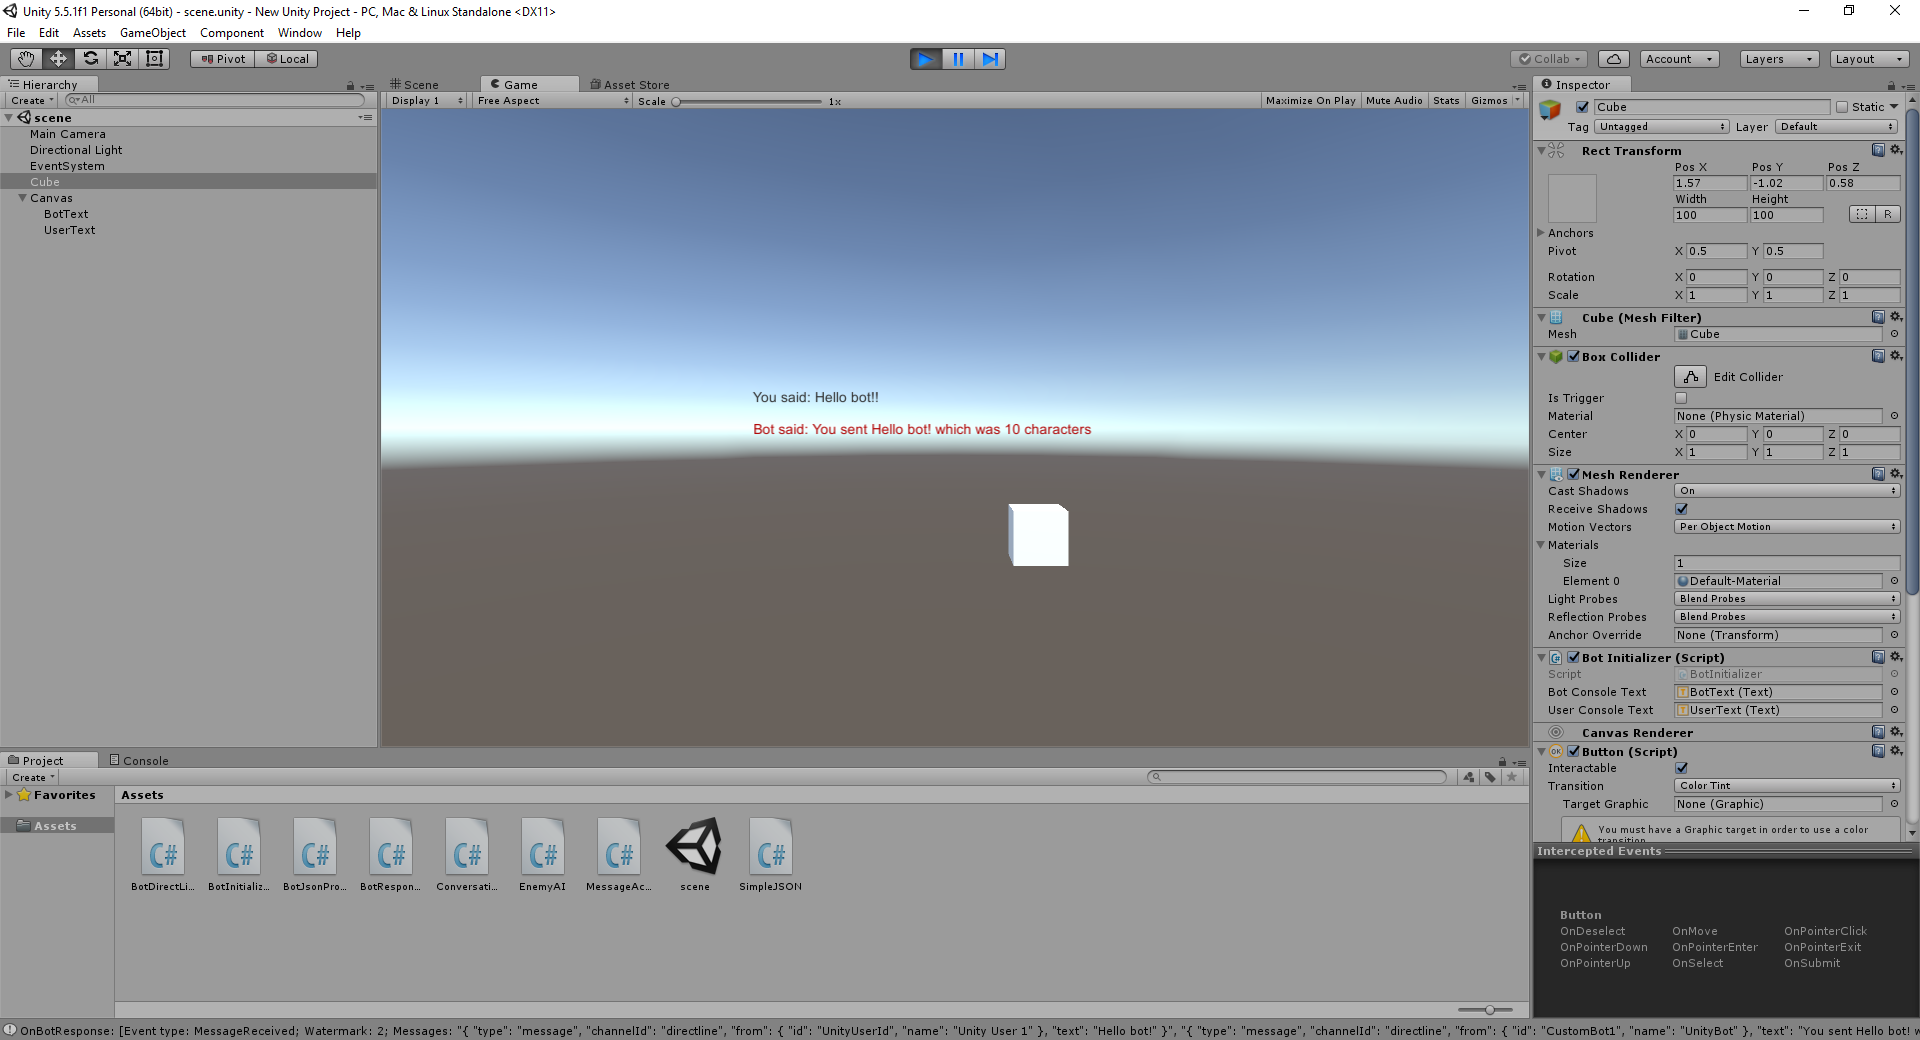 Unity 5.5.1f1 Personal (64bit) - scene.unity - New Unity Project - PC, Mac & Linux Standalone <DX11>
File Edit Assets GameObject Component Window Help
Pivot Local Collab Account Layers Layout
Hierarchy
Create All
scene
Main Camera
Directional Light
EventSystem
Cube
Canvas
BotText
UserText
Scene Game Asset Store
Display 1 Free Aspect Scale 1x Maximize On Play Mute Audio Stats Gizmos
You said: Hello bot!!
Bot said: You sent Hello bot! which was 10 characters
Inspector
Cube Static
Tag Untagged Layer Default
Rect Transform
Pos X Pos Y Pos Z
1.57 -1.02 0.58
Width Height
100 100 R
Anchors
Pivot X 0.5 Y 0.5
Rotation X 0 Y 0 Z 0
Scale X 1 Y 1 Z 1
Cube (Mesh Filter)
Mesh Cube
Box Collider
Edit Collider
Is Trigger
Material None (Physic Material)
Center X 0 Y 0 Z 0
Size X 1 Y 1 Z 1
Mesh Renderer
Cast Shadows On
Receive Shadows
Motion Vectors Per Object Motion
Materials
Size 1
Element 0 Default-Material
Light Probes Blend Probes
Reflection Probes Blend Probes
Anchor Override None (Transform)
Bot Initializer (Script)
Script BotInitializer
Bot Console Text BotText (Text)
User Console Text UserText (Text)
Canvas Renderer
Button (Script)
Interactable
Transition Color Tint
Target Graphic None (Graphic)
You must have a Graphic target in order to use a color
transition.
Intercepted Events
Button
OnDeselect OnMove OnPointerClick
OnPointerDown OnPointerEnter OnPointerExit
OnPointerUp OnSelect OnSubmit
Project Console
Create
Favorites
Assets
Assets
C# C# C# C# C# C# C# C#
BotDirectLi... BotInitializ... BotJsonPro... BotRespon... Conversati... EnemyAI MessageAc... scene SimpleJSON
OnBotResponse: [Event type: MessageReceived; Watermark: 2; Messages: "{ "type": "message", "channelId": "directline", "from": { "id": "UnityUserId", "name": "Unity User 1" }, "text": "Hello bot!" }", "{ "type": "message", "channelId": "directline", "from": { "id": "CustomBot1", "name": "UnityBot" }, "text": "You sent Hello bot! w